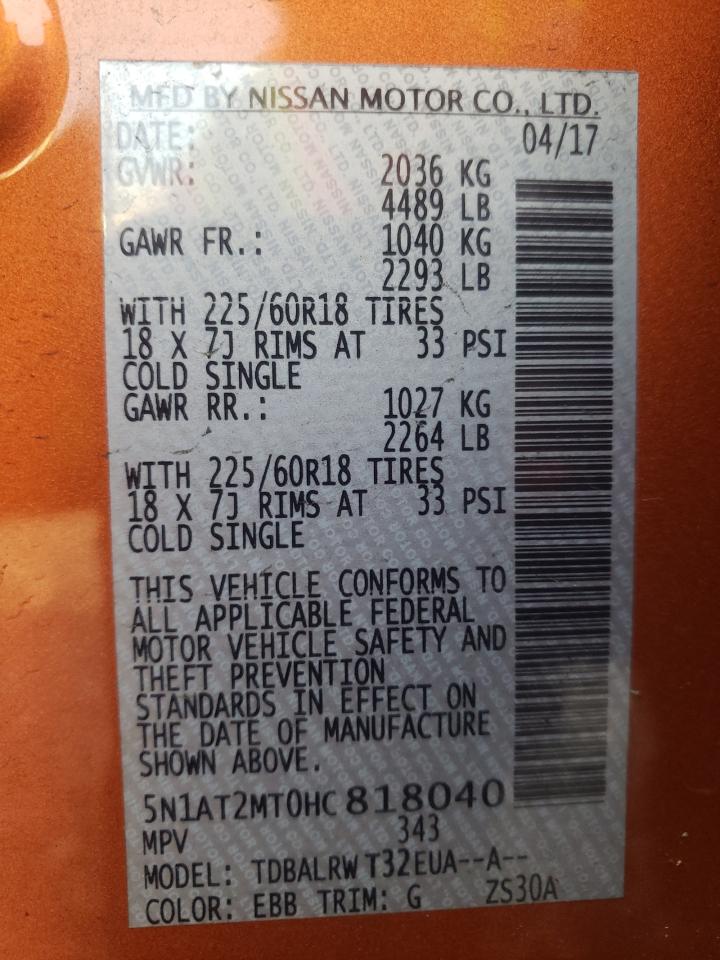 MFD BY NISSAN MOTOR CO., LTD.
DATE: 04/17
GVWR: 2036 KG
4489 LB
GAWR FR.: 1040 KG
2293 LB
WITH 225/60R18 TIRES
18 X 7J RIMS AT 33 PSI
COLD SINGLE
GAWR RR.: 1027 KG
2264 LB
WITH 225/60R18 TIRES
18 X 7J RIMS AT 33 PSI
COLD SINGLE
THIS VEHICLE CONFORMS TO
ALL APPLICABLE FEDERAL
MOTOR VEHICLE SAFETY AND
THEFT PREVENTION
STANDARDS IN EFFECT ON
THE DATE OF MANUFACTURE
SHOWN ABOVE.
5N1AT2MT0HC818040
MPV 343
MODEL: TDBALRW T32EUA--A--
COLOR: EBB TRIM: G ZS30A